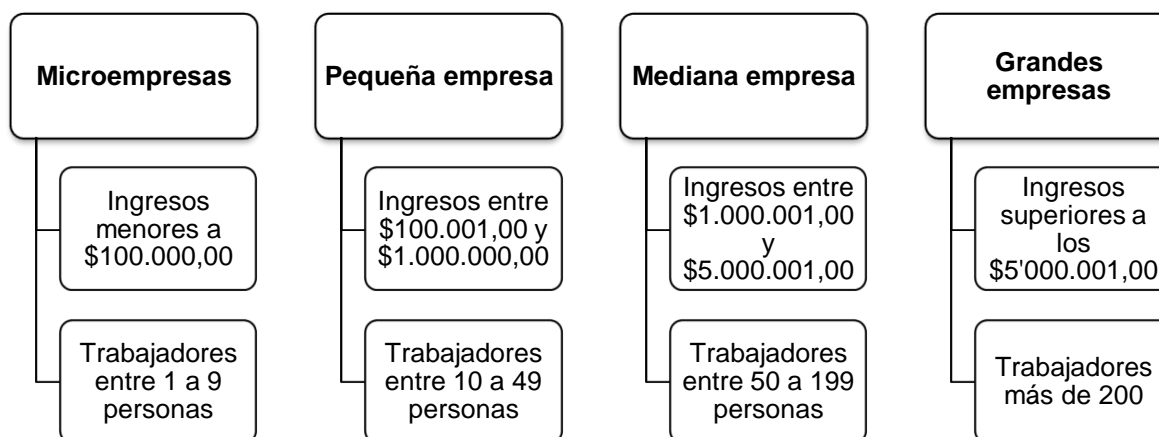 Microempresas
Ingresos
menores a
$100.000,00
Trabajadores
entre 1 a 9
personas
Pequeña empresa
Ingresos entre
$100.001,00 y
$1.000.000,00
Trabajadores
entre 10 a 49
personas
Mediana empresa
Ingresos entre
$1.000.001,00
y
$5.000.001,00
Trabajadores
entre 50 a 199
personas
Grandes
empresas
Ingresos
superiores a
los
$5'000.001,00
Trabajadores
más de 200